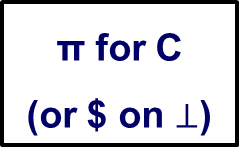 π for C
(or $ on ⊥)